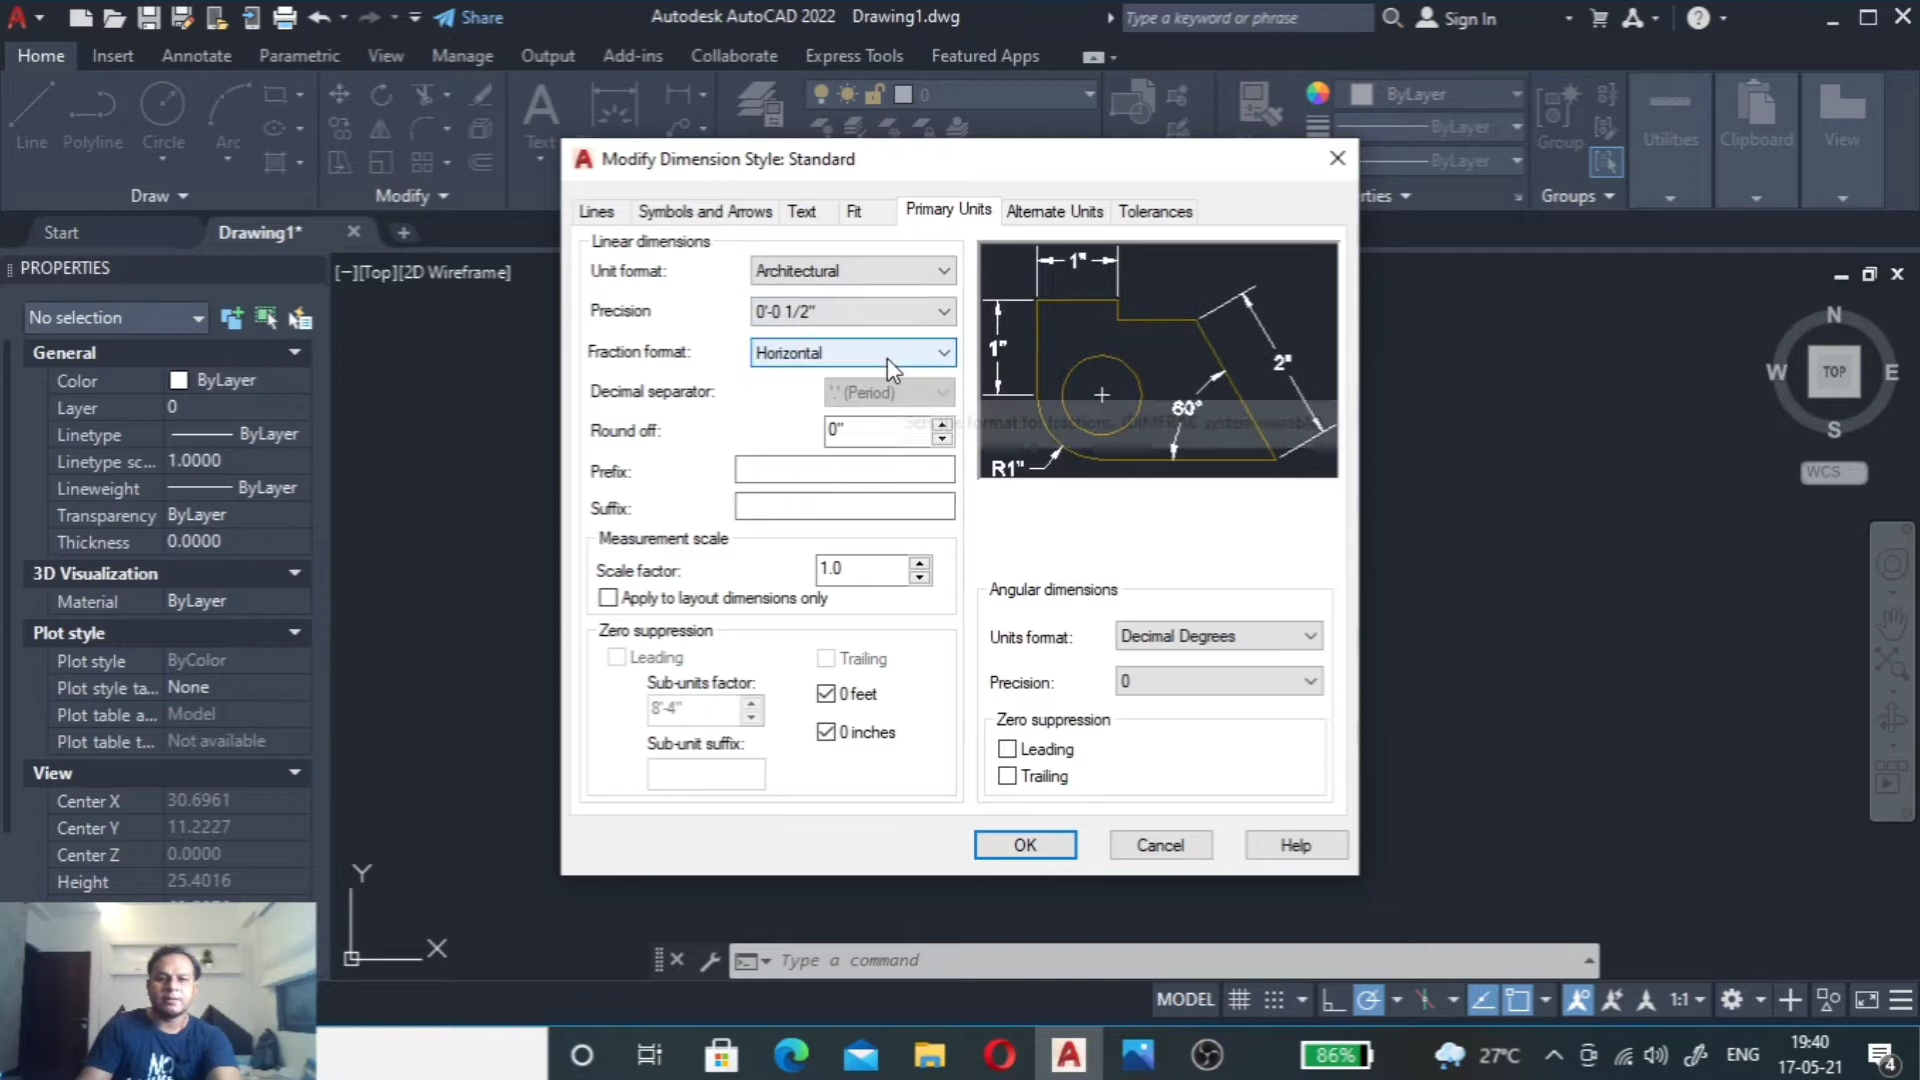 Share
Autodesk AutoCAD 2022 Drawing1.dwg
Type a keyword or phrase
Sign In
Home Insert Annotate Parametric View Manage Output Add-ins Collaborate Express Tools Featured Apps
Line Polyline Circle Arc
Text
0
ByLayer
ByLayer
ByLayer
Group Utilities Clipboard View
Draw Modify
rties
Groups
Start Drawing1*
PROPERTIES
No selection
General
Color ByLayer
Layer 0
Linetype ByLayer
Linetype sc... 1.0000
Lineweight ByLayer
Transparency ByLayer
Thickness 0.0000
3D Visualization
Material ByLayer
Plot style
Plot style ByColor
Plot style ta... None
Plot table a... Model
Plot table t... Not available
View
Center X 30.6961
Center Y 11.2227
Center Z 0.0000
Height 25.4016
[−][Top][2D Wireframe]
Modify Dimension Style: Standard
Lines Symbols and Arrows Text Fit Primary Units Alternate Units Tolerances
Linear dimensions
Unit format: Architectural
Precision 0'-0 1/2"
Fraction format: Horizontal
Decimal separator: '.' (Period)
Round off: 0"
Prefix:
Suffix:
Measurement scale
Scale factor: 1.0
Apply to layout dimensions only
Zero suppression
Leading Trailing
Sub-units factor:
8'-4"
0 feet
0 inches
Sub-unit suffix:
1"
1"
2"
60°
R1"
Angular dimensions
Units format: Decimal Degrees
Precision: 0
Zero suppression
Leading
Trailing
OK Cancel Help
N
W TOP E
S
WCS
Y
X
Type a command
MODEL 1:1
86% 27°C ENG 19:40
17-05-21
4